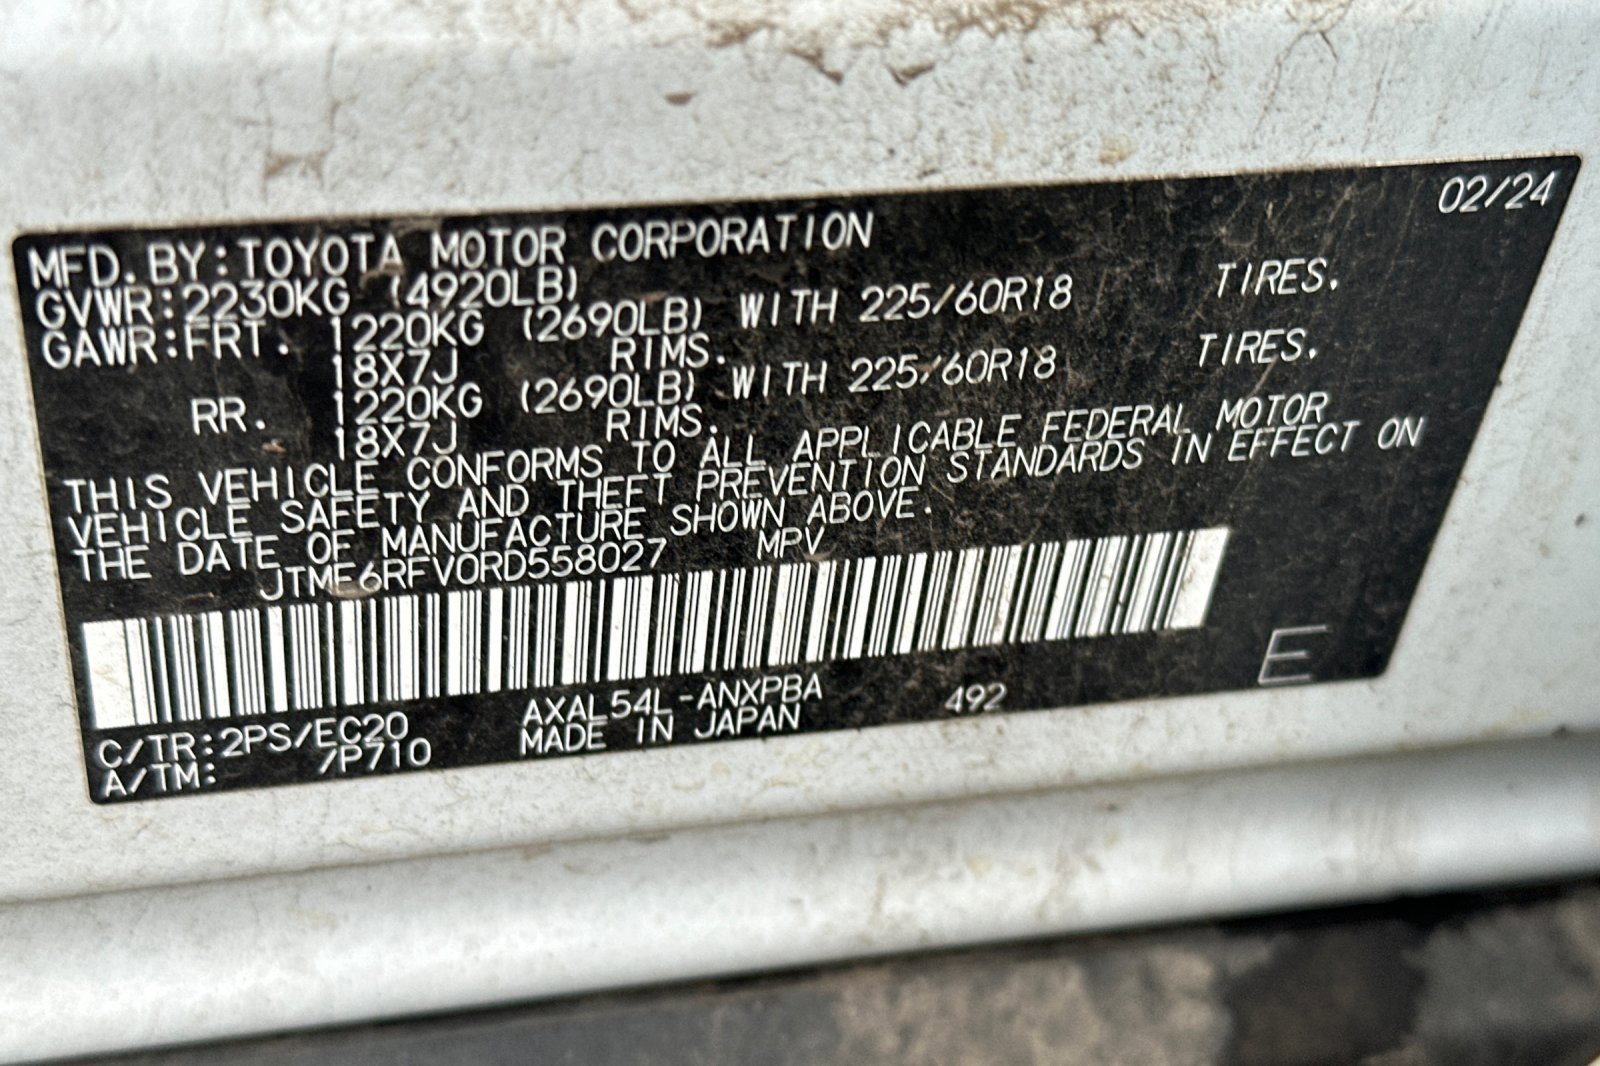 02/24
MFD. BY: TOYOTA MOTOR CORPORATION
GVWR: 2230KG (4920LB)
GAWR: FRT. 1220KG (2690LB) WITH 225/60R18 TIRES.
18X7J RIMS.
RR. 1220KG (2690LB) WITH 225/60R18 TIRES.
18X7J RIMS.
THIS VEHICLE CONFORMS TO ALL APPLICABLE FEDERAL MOTOR
VEHICLE SAFETY AND THEFT PREVENTION STANDARDS IN EFFECT ON
THE DATE OF MANUFACTURE SHOWN ABOVE.
JTME6RFV0RD558027 MPV
E
C/TR: 2PS/EC20 AXAL54L-ANXPBA 492
A/TM: /P710 MADE IN JAPAN